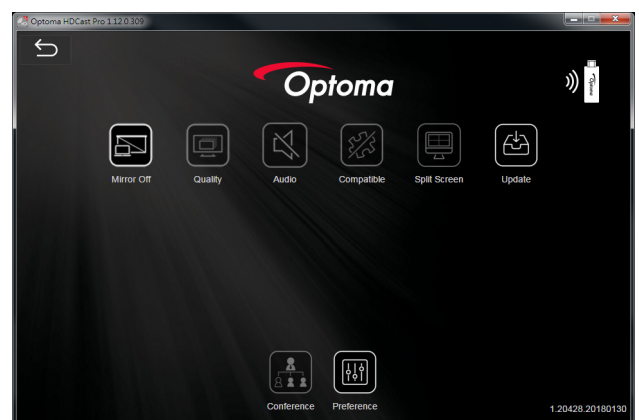 Optoma HDCast Pro 1.12.0.309
Optoma
Optoma
Mirror Off
Quality
Audio
Compatible
Split Screen
Update
Conference
Preference
1.20428.20180130